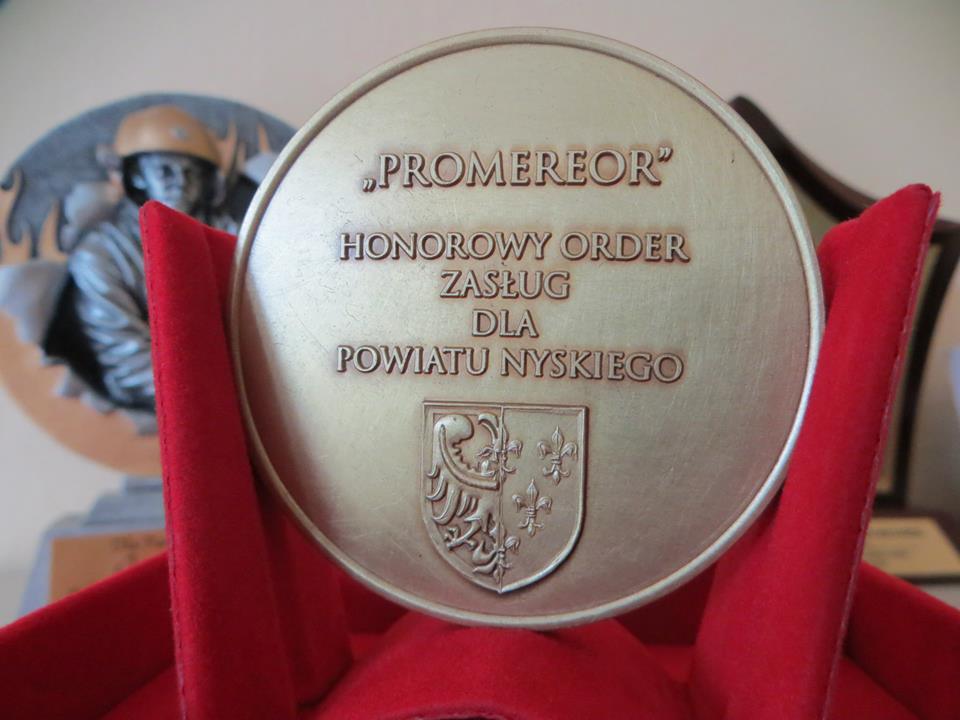 „PROMEREOR”
HONOROWY ORDER
ZASŁUG
DLA
POWIATU NYSKIEGO